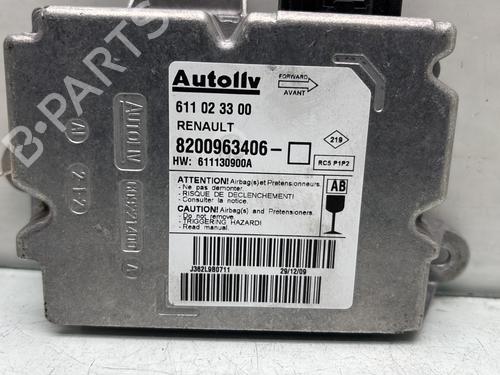 B-PARTS
Autoliv
FORWARD
AVANT
611 02 33 00
RENAULT
8200963406-
219
HW: 611130900A
RC5 P1P2
ATTENTION! Airbag(s)et Pretensionneurs.
- Ne pas demonter.
- RISQUE DE DECLENCHEMENT!
- Consulter la notice.
AB
CAUTION! Airbag(s) and Pretensioners.
- Do not remove.
- TRIGGERING HAZARD!
- Read manual.
J362L9B0711
29/12/09
AUTOLIV